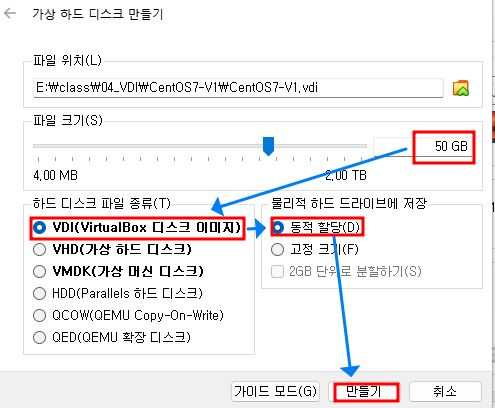 가상 하드 디스크 만들기
파일 위치(L)
E:₩class₩04_VDI₩CentOS7-V1₩CentOS7-V1.vdi
파일 크기(S)
50 GB
4,00 MB
2,00 TB
하드 디스크 파일 종류(T)
VDI(VirtualBox 디스크 이미지)
VHD(가상 하드 디스크)
VMDK(가상 머신 디스크)
HDD(Parallels 하드 디스크)
QCOW(QEMU Copy-On-Write)
QED(QEMU 확장 디스크)
물리적 하드 드라이브에 저장
동적 할당(D)
고정 크기(F)
2GB 단위로 분할하기(S)
가이드 모드(G)
만들기
취소